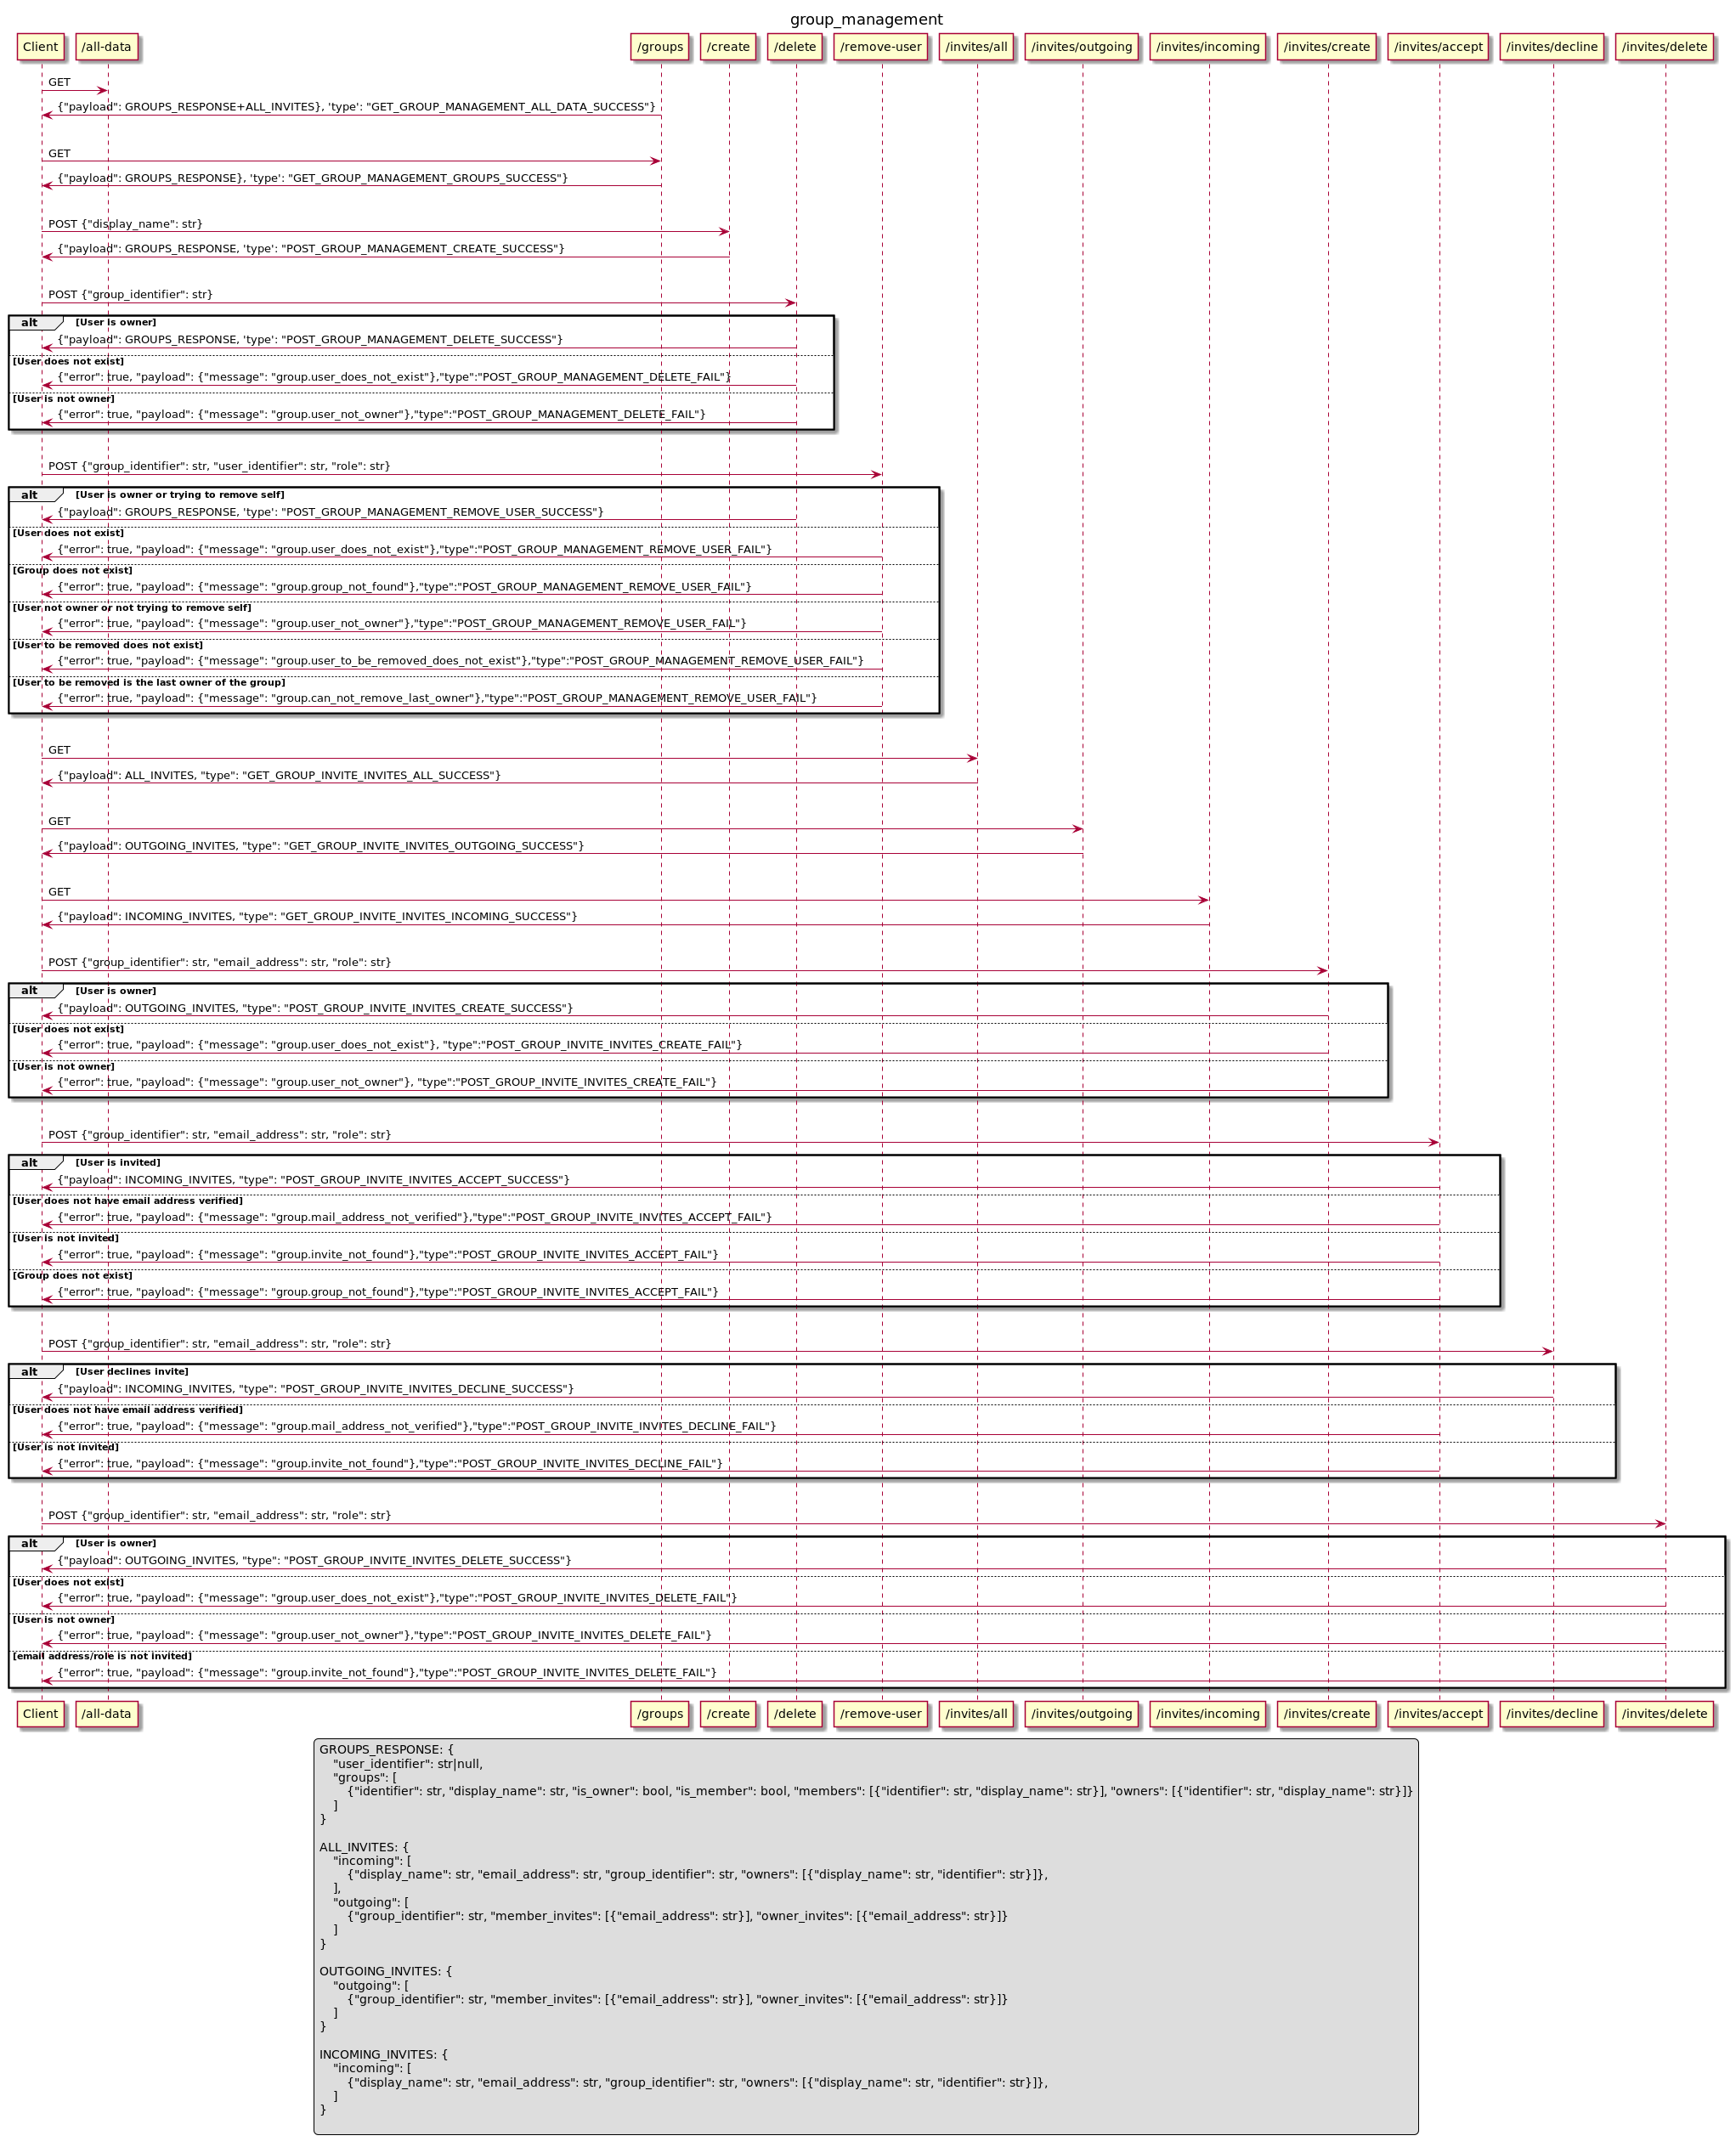 group_management
Client /all-data /groups /create /delete /remove-user /invites/all /invites/outgoing /invites/incoming /invites/create /invites/accept /invites/decline /invites/delete
GET
{"payload": GROUPS_RESPONSE+ALL_INVITES}, 'type': "GET_GROUP_MANAGEMENT_ALL_DATA_SUCCESS"}
GET
{"payload": GROUPS_RESPONSE}, 'type': "GET_GROUP_MANAGEMENT_GROUPS_SUCCESS"}
POST {"display_name": str}
{"payload": GROUPS_RESPONSE, 'type': "POST_GROUP_MANAGEMENT_CREATE_SUCCESS"}
POST {"group_identifier": str}
alt [User is owner]
{"payload": GROUPS_RESPONSE, 'type': "POST_GROUP_MANAGEMENT_DELETE_SUCCESS"}
[User does not exist]
{"error": true, "payload": {"message": "group.user_does_not_exist"},"type":"POST_GROUP_MANAGEMENT_DELETE_FAIL"}
[User is not owner]
{"error": true, "payload": {"message": "group.user_not_owner"},"type":"POST_GROUP_MANAGEMENT_DELETE_FAIL"}
POST {"group_identifier": str, "user_identifier": str, "role": str}
alt [User is owner or trying to remove self]
{"payload": GROUPS_RESPONSE, 'type': "POST_GROUP_MANAGEMENT_REMOVE_USER_SUCCESS"}
[User does not exist]
{"error": true, "payload": {"message": "group.user_does_not_exist"},"type":"POST_GROUP_MANAGEMENT_REMOVE_USER_FAIL"}
[Group does not exist]
{"error": true, "payload": {"message": "group.group_not_found"},"type":"POST_GROUP_MANAGEMENT_REMOVE_USER_FAIL"}
[User not owner or not trying to remove self]
{"error": true, "payload": {"message": "group.user_not_owner"},"type":"POST_GROUP_MANAGEMENT_REMOVE_USER_FAIL"}
[User to be removed does not exist]
{"error": true, "payload": {"message": "group.user_to_be_removed_does_not_exist"},"type":"POST_GROUP_MANAGEMENT_REMOVE_USER_FAIL"}
[User to be removed is the last owner of the group]
{"error": true, "payload": {"message": "group.can_not_remove_last_owner"},"type":"POST_GROUP_MANAGEMENT_REMOVE_USER_FAIL"}
GET
{"payload": ALL_INVITES, "type": "GET_GROUP_INVITE_INVITES_ALL_SUCCESS"}
GET
{"payload": OUTGOING_INVITES, "type": "GET_GROUP_INVITE_INVITES_OUTGOING_SUCCESS"}
GET
{"payload": INCOMING_INVITES, "type": "GET_GROUP_INVITE_INVITES_INCOMING_SUCCESS"}
POST {"group_identifier": str, "email_address": str, "role": str}
alt [User is owner]
{"payload": OUTGOING_INVITES, "type": "POST_GROUP_INVITE_INVITES_CREATE_SUCCESS"}
[User does not exist]
{"error": true, "payload": {"message": "group.user_does_not_exist"}, "type":"POST_GROUP_INVITE_INVITES_CREATE_FAIL"}
[User is not owner]
{"error": true, "payload": {"message": "group.user_not_owner"}, "type":"POST_GROUP_INVITE_INVITES_CREATE_FAIL"}
POST {"group_identifier": str, "email_address": str, "role": str}
alt [User is invited]
{"payload": INCOMING_INVITES, "type": "POST_GROUP_INVITE_INVITES_ACCEPT_SUCCESS"}
[User does not have email address verified]
{"error": true, "payload": {"message": "group.mail_address_not_verified"},"type":"POST_GROUP_INVITE_INVITES_ACCEPT_FAIL"}
[User is not invited]
{"error": true, "payload": {"message": "group.invite_not_found"},"type":"POST_GROUP_INVITE_INVITES_ACCEPT_FAIL"}
[Group does not exist]
{"error": true, "payload": {"message": "group.group_not_found"},"type":"POST_GROUP_INVITE_INVITES_ACCEPT_FAIL"}
POST {"group_identifier": str, "email_address": str, "role": str}
alt [User declines invite]
{"payload": INCOMING_INVITES, "type": "POST_GROUP_INVITE_INVITES_DECLINE_SUCCESS"}
[User does not have email address verified]
{"error": true, "payload": {"message": "group.mail_address_not_verified"},"type":"POST_GROUP_INVITE_INVITES_DECLINE_FAIL"}
[User is not invited]
{"error": true, "payload": {"message": "group.invite_not_found"},"type":"POST_GROUP_INVITE_INVITES_DECLINE_FAIL"}
POST {"group_identifier": str, "email_address": str, "role": str}
alt [User is owner]
{"payload": OUTGOING_INVITES, "type": "POST_GROUP_INVITE_INVITES_DELETE_SUCCESS"}
[User does not exist]
{"error": true, "payload": {"message": "group.user_does_not_exist"},"type":"POST_GROUP_INVITE_INVITES_DELETE_FAIL"}
[User is not owner]
{"error": true, "payload": {"message": "group.user_not_owner"},"type":"POST_GROUP_INVITE_INVITES_DELETE_FAIL"}
[email address/role is not invited]
{"error": true, "payload": {"message": "group.invite_not_found"},"type":"POST_GROUP_INVITE_INVITES_DELETE_FAIL"}
Client /all-data /groups /create /delete /remove-user /invites/all /invites/outgoing /invites/incoming /invites/create /invites/accept /invites/decline /invites/delete
GROUPS_RESPONSE: {
"user_identifier": str|null,
"groups": [
{"identifier": str, "display_name": str, "is_owner": bool, "is_member": bool, "members": [{"identifier": str, "display_name": str}], "owners": [{"identifier": str, "display_name": str}]}
]
}
ALL_INVITES: {
"incoming": [
{"display_name": str, "email_address": str, "group_identifier": str, "owners": [{"display_name": str, "identifier": str}]},
],
"outgoing": [
{"group_identifier": str, "member_invites": [{"email_address": str}], "owner_invites": [{"email_address": str}]}
]
}
OUTGOING_INVITES: {
"outgoing": [
{"group_identifier": str, "member_invites": [{"email_address": str}], "owner_invites": [{"email_address": str}]}
]
}
INCOMING_INVITES: {
"incoming": [
{"display_name": str, "email_address": str, "group_identifier": str, "owners": [{"display_name": str, "identifier": str}]},
]
}